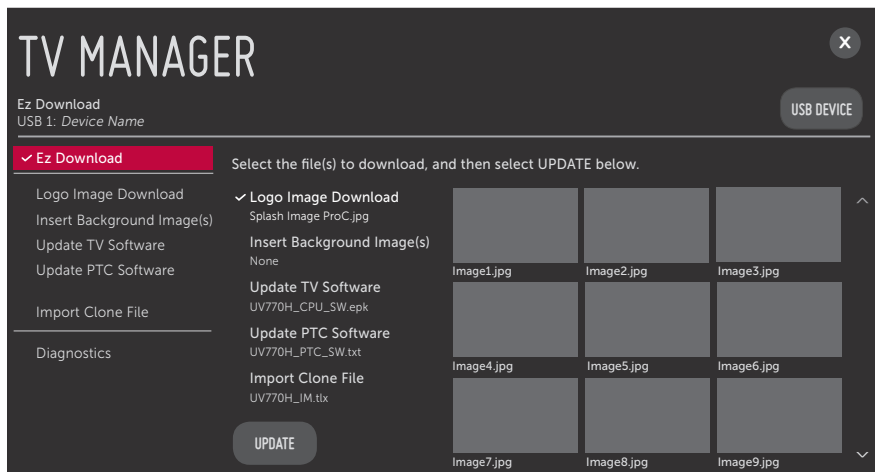 TV MANAGER
X
Ez Download
USB 1: Device Name
USB DEVICE
Ez Download
Logo Image Download
Insert Background Image(s)
Update TV Software
Update PTC Software
Import Clone File
Diagnostics
Select the file(s) to download, and then select UPDATE below.
Logo Image Download
Splash Image ProC.jpg
Insert Background Image(s)
None
Update TV Software
UV770H_CPU_SW.epk
Update PTC Software
UV770H_PTC_SW.txt
Import Clone File
UV770H_IM.tlx
UPDATE
Image1.jpg
Image2.jpg
Image3.jpg
Image4.jpg
Image5.jpg
Image6.jpg
Image7.jpg
Image8.jpg
Image9.jpg